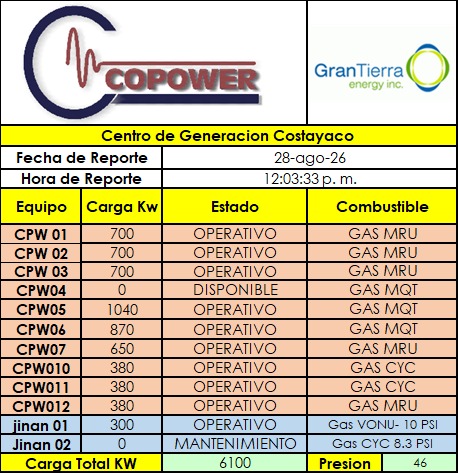 COPOWER
GranTierra
energy inc.
Centro de Generacion Costayaco
Fecha de Reporte 28-ago-26
Hora de Reporte 12:03:33 p. m.
Equipo Carga Kw Estado Combustible
CPW 01 700 OPERATIVO GAS MRU
CPW 02 700 OPERATIVO GAS MRU
CPW 03 700 OPERATIVO GAS MRU
CPW04 0 DISPONIBLE GAS MQT
CPW05 1040 OPERATIVO GAS MQT
CPW06 870 OPERATIVO GAS MQT
CPW07 650 OPERATIVO GAS MRU
CPW010 380 OPERATIVO GAS CYC
CPW011 380 OPERATIVO GAS CYC
CPW012 380 OPERATIVO GAS MRU
jinan 01 300 OPERATIVO Gas VONU- 10 PSI
Jinan 02 0 MANTENIMIENTO Gas CYC 8.3 PSI
Carga Total KW 6100 Presion 46